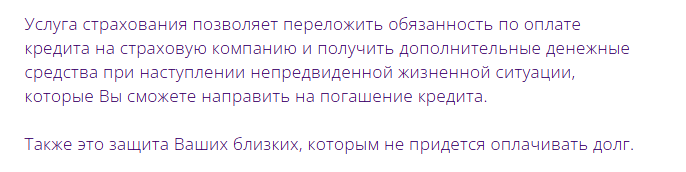 Услуга страхования позволяет переложить обязанность по оплате
кредита на страховую компанию и получить дополнительные денежные
средства при наступлении непредвиденной жизненной ситуации,
которые Вы сможете направить на погашение кредита.
Также это защита Ваших близких, которым не придется оплачивать долг.